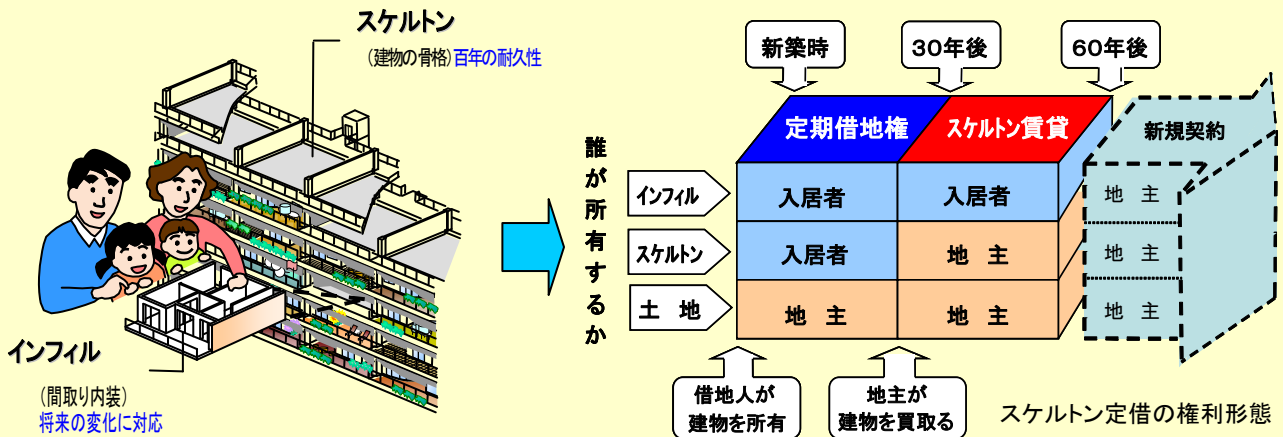 スケルトン
(建物の骨格)百年の耐久性
インフィル
(間取り内装)
将来の変化に対応
誰が所有するか
新築時
30年後
60年後
定期借地権
スケルトン賃貸
新規契約
インフィル
入居者
入居者
地 主
スケルトン
入居者
地 主
地 主
土 地
地 主
地 主
地 主
借地人が
建物を所有
地主が
建物を買取る
スケルトン定借の権利形態